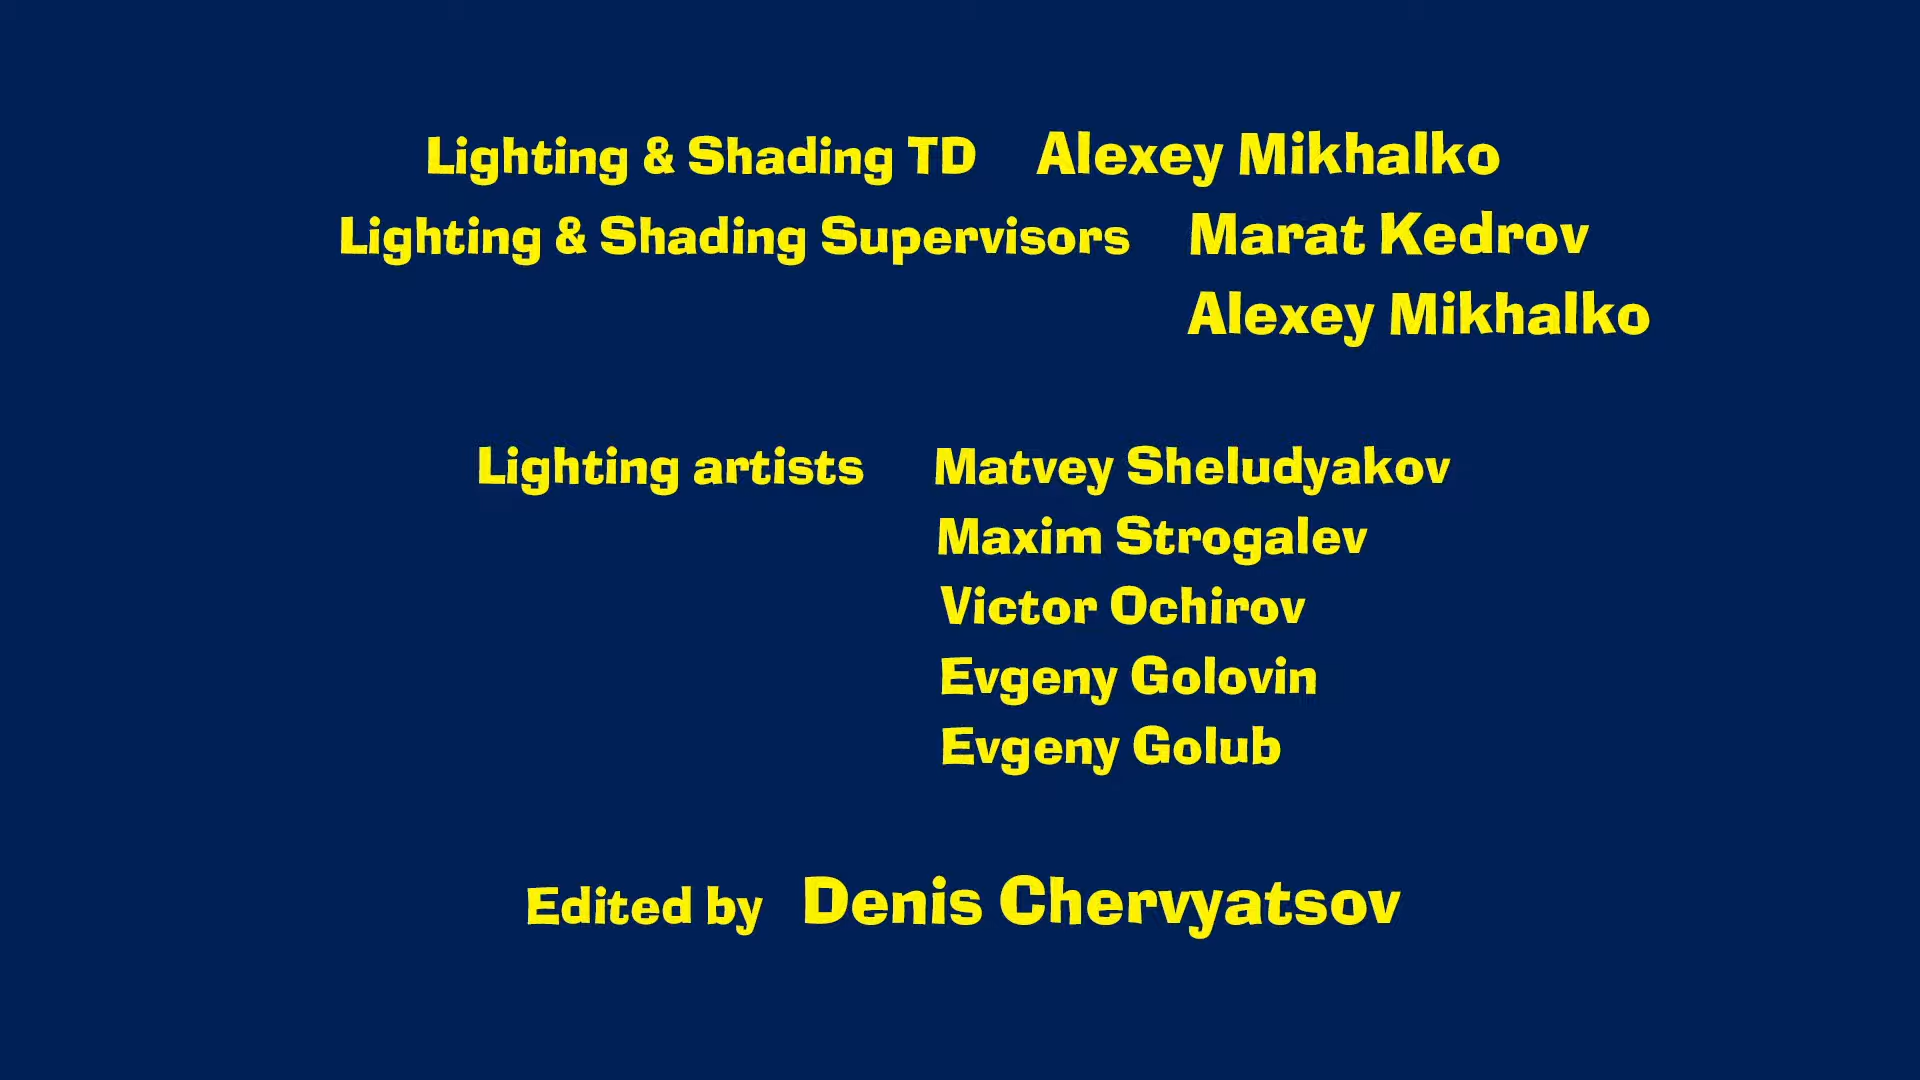 Lighting & Shading TD Alexey Mikhalko
Lighting & Shading Supervisors Marat Kedrov
Alexey Mikhalko
Lighting artists Matvey Sheludyakov
Maxim Strogalev
Victor Ochirov
Evgeny Golovin
Evgeny Golub
Edited by Denis Chervyatsov